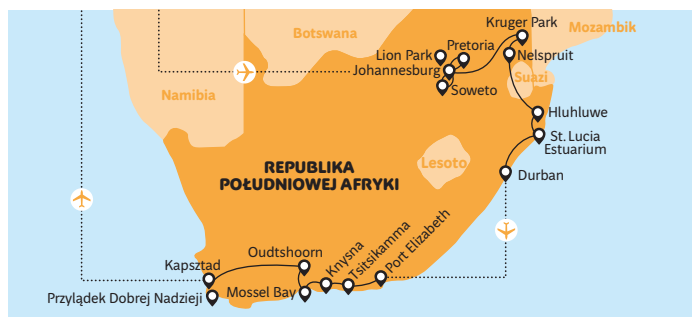 Botswana
Kruger Park
Mozambik
Lion Park
Pretoria
Johannesburg
Nelspruit
Suazi
Soweto
Namibia
Hluhluwe
St. Lucia
Estuarium
Lesoto
REPUBLIKA
POŁUDNIOWEJ AFRYKI
Durban
Oudtshoorn
Knysna
Tsitsikamma
Port Elizabeth
Kapsztad
Przylądek Dobrej Nadziei
Mossel Bay